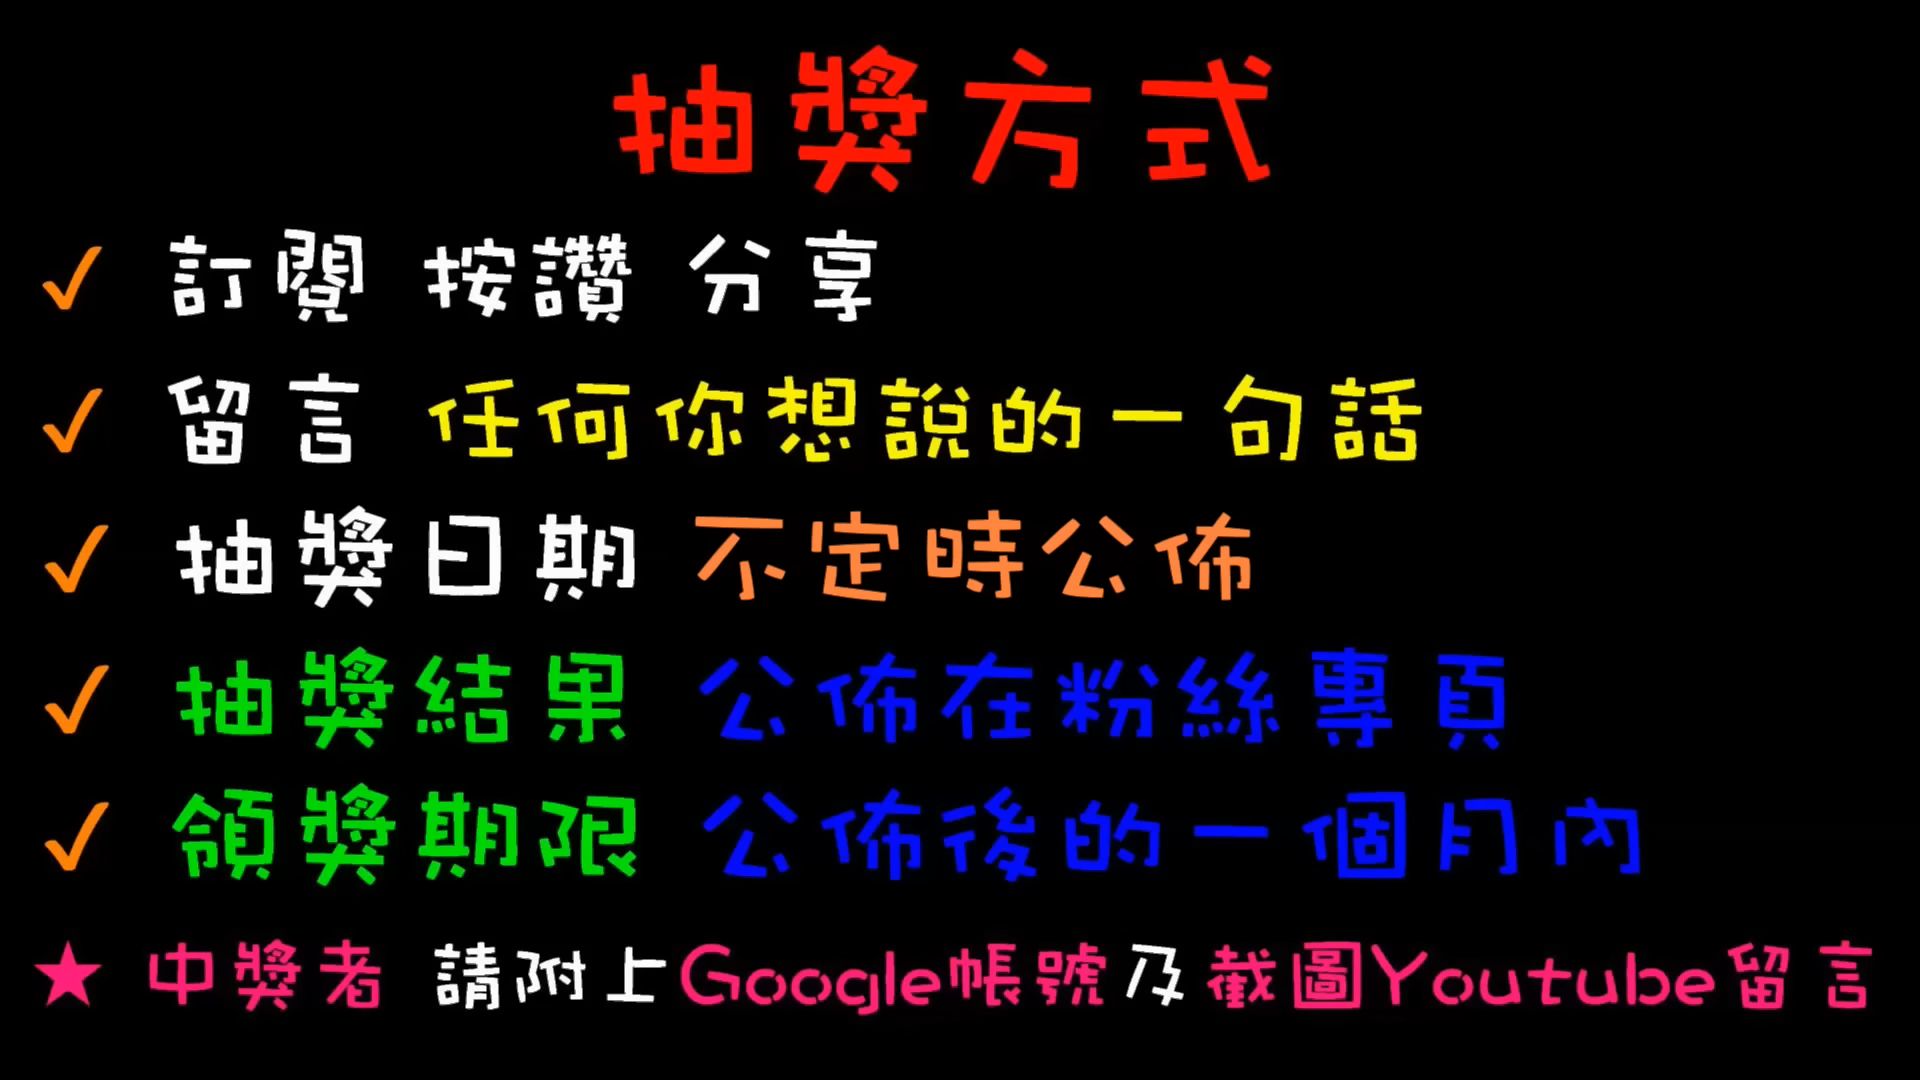 抽獎方式
✓ 訂閱 按讚 分享
✓ 留言 任何你想說的一句話
✓ 抽獎日期 不定時公佈
✓ 抽獎結果 公佈在粉絲專頁
✓ 領獎期限 公佈後的一個月內
★ 中獎者 請附上Google帳號及截圖Youtube留言